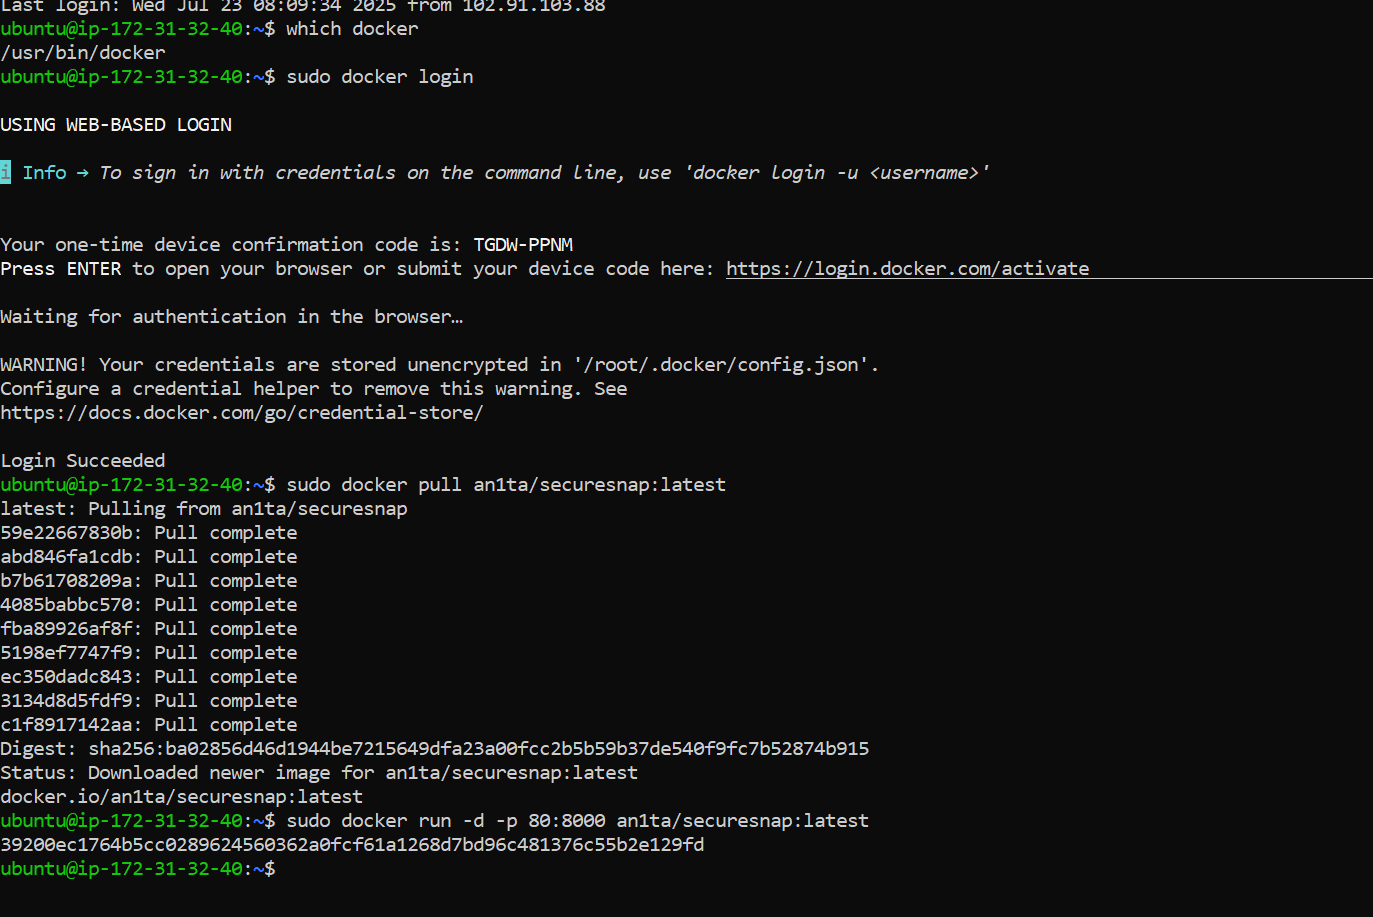 Last login: Wed Jul 23 08:09:34 2025 from 102.91.103.88
ubuntu@ip-172-31-32-40:~$ which docker
/usr/bin/docker
ubuntu@ip-172-31-32-40:~$ sudo docker login
USING WEB-BASED LOGIN
i Info → To sign in with credentials on the command line, use 'docker login -u <username>'
Your one-time device confirmation code is: TGDW-PPNM
Press ENTER to open your browser or submit your device code here: https://login.docker.com/activate
Waiting for authentication in the browser…
WARNING! Your credentials are stored unencrypted in '/root/.docker/config.json'.
Configure a credential helper to remove this warning. See
https://docs.docker.com/go/credential-store/
Login Succeeded
ubuntu@ip-172-31-32-40:~$ sudo docker pull an1ta/securesnap:latest
latest: Pulling from an1ta/securesnap
59e22667830b: Pull complete
abd846fa1cdb: Pull complete
b7b61708209a: Pull complete
4085babbc570: Pull complete
fba89926af8f: Pull complete
5198ef7747f9: Pull complete
ec350dadc843: Pull complete
3134d8d5fdf9: Pull complete
c1f8917142aa: Pull complete
Digest: sha256:ba02856d46d1944be7215649dfa23a00fcc2b5b59b37de540f9fc7b52874b915
Status: Downloaded newer image for an1ta/securesnap:latest
docker.io/an1ta/securesnap:latest
ubuntu@ip-172-31-32-40:~$ sudo docker run -d -p 80:8000 an1ta/securesnap:latest
39200ec1764b5cc0289624560362a0fcf61a1268d7bd96c481376c55b2e129fd
ubuntu@ip-172-31-32-40:~$